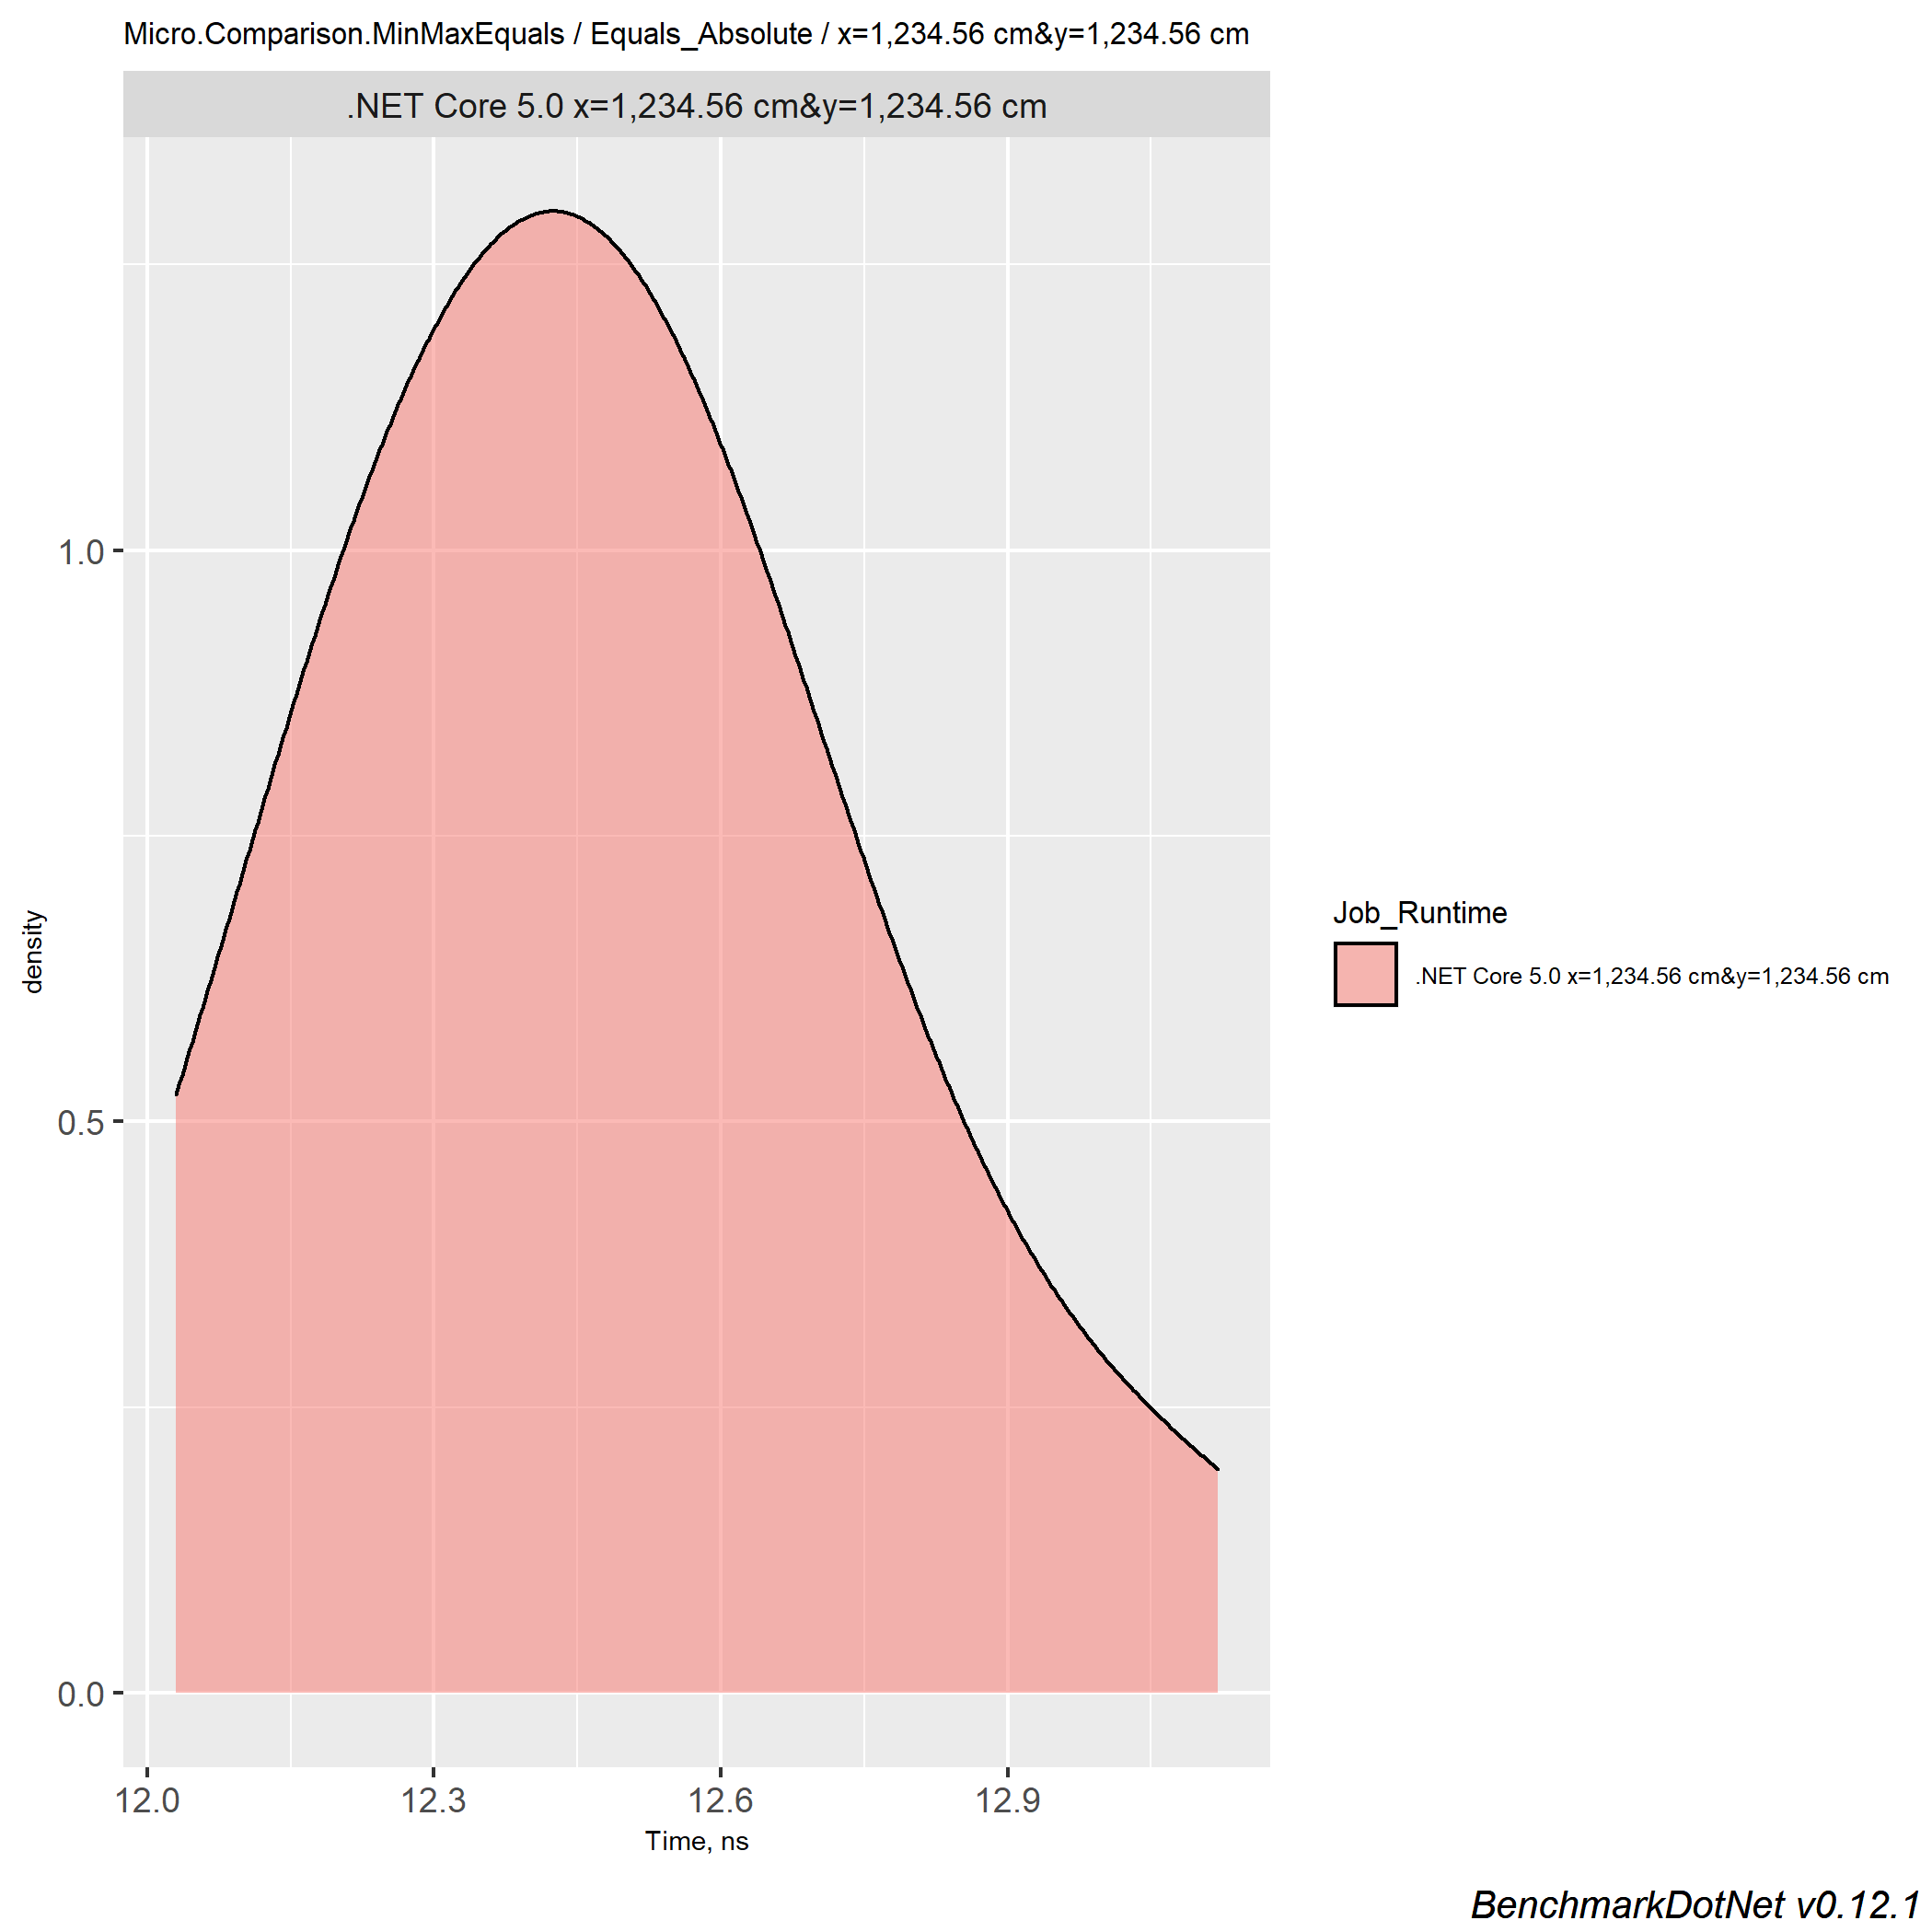 Micro.Comparison.MinMaxEquals / Equals_Absolute / x=1,234.56 cm&y=1,234.56 cm
.NET Core 5.0 x=1,234.56 cm&y=1,234.56 cm
1.0
0.5
0.0
density
12.0 12.3 12.6 12.9
Time, ns
Job_Runtime
.NET Core 5.0 x=1,234.56 cm&y=1,234.56 cm
BenchmarkDotNet v0.12.1